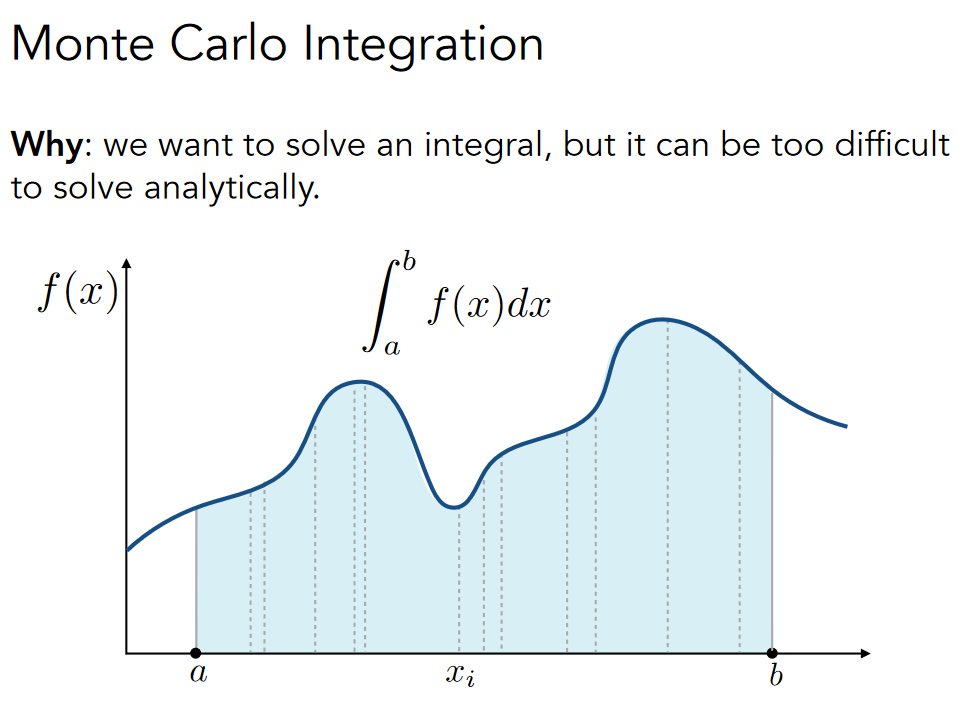 Monte Carlo Integration
Why: we want to solve an integral, but it can be too difficult
to solve analytically.
f(x)
∫_a^b f(x)dx
a
x_i
b